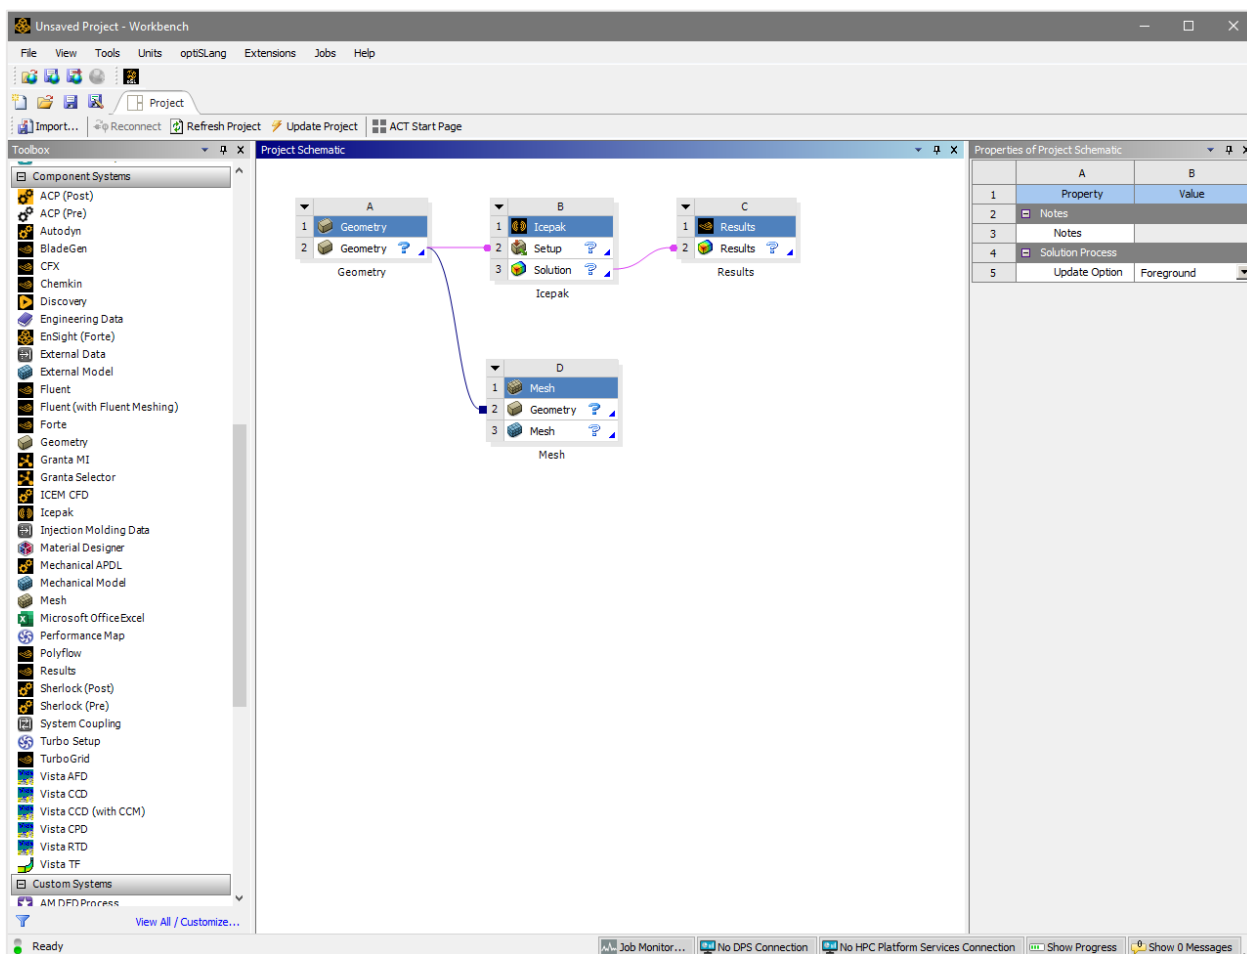 Unsaved Project - Workbench
File View Tools Units optiSLang Extensions Jobs Help
Project
Import... Reconnect Refresh Project Update Project ACT Start Page
Toolbox
Component Systems
ACP (Post)
ACP (Pre)
Autodyn
BladeGen
CFX
Chemkin
Discovery
Engineering Data
EnSight (Forte)
External Data
External Model
Fluent
Fluent (with Fluent Meshing)
Forte
Geometry
Granta MI
Granta Selector
ICEM CFD
Icepak
Injection Molding Data
Material Designer
Mechanical APDL
Mechanical Model
Mesh
Microsoft Office Excel
Performance Map
Polyflow
Results
Sherlock (Post)
Sherlock (Pre)
System Coupling
Turbo Setup
TurboGrid
Vista AFD
Vista CCD
Vista CCD (with CCM)
Vista CPD
Vista RTD
Vista TF
Custom Systems
AM DED Process
View All / Customize...
Project Schematic
A
1 Geometry
2 Geometry ?
Geometry
B
1 Icepak
2 Setup ?
3 Solution ?
Icepak
C
1 Results
2 Results ?
Results
D
1 Mesh
2 Geometry ?
3 Mesh ?
Mesh
Properties of Project Schematic
A B
1 Property Value
2 Notes
3 Notes
4 Solution Process
5 Update Option Foreground
Ready
Job Monitor... No DPS Connection No HPC Platform Services Connection Show Progress 0 Show 0 Messages